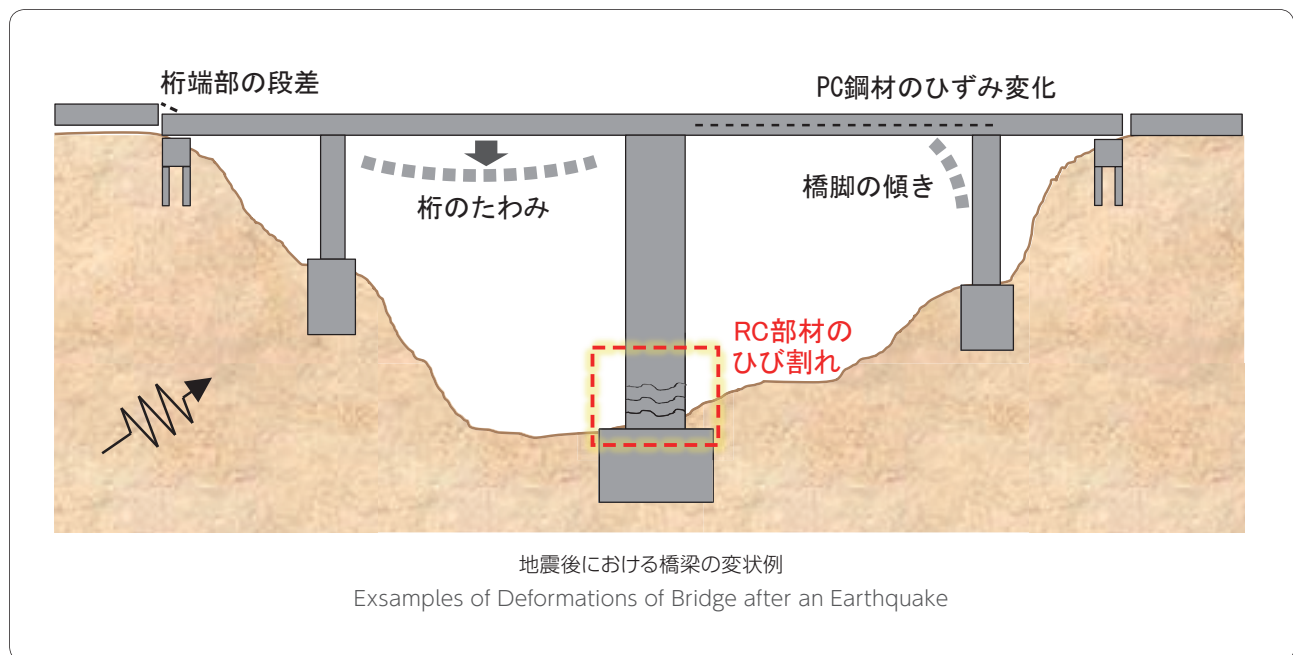 桁端部の段差
PC鋼材のひずみ変化
桁のたわみ
橋脚の傾き
RC部材の
ひび割れ
地震後における橋梁の変状例
Exsamples of Deformations of Bridge after an Earthquake